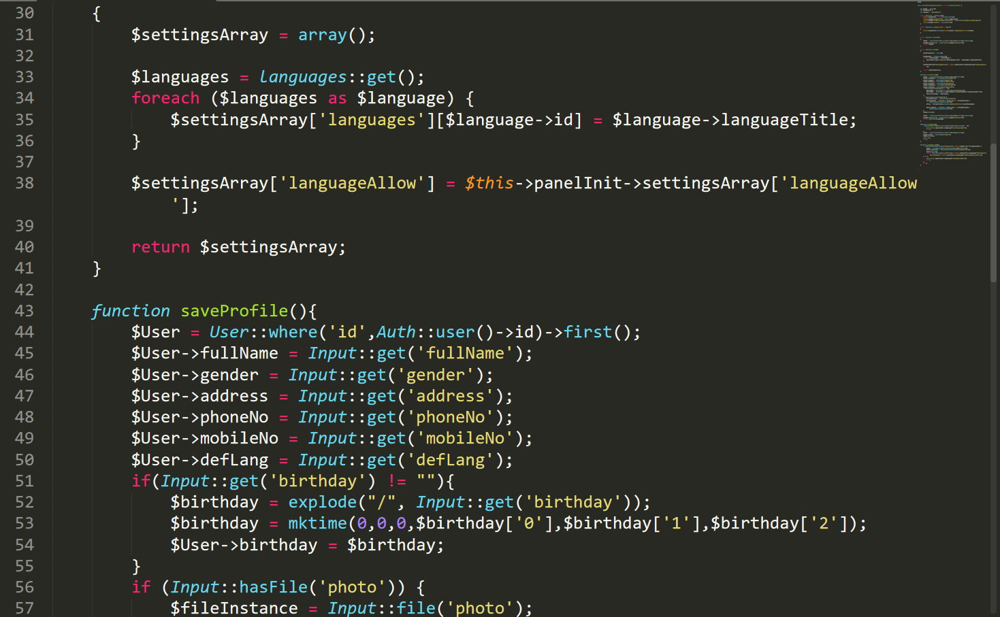 30 {
31 $settingsArray = array();
32
33 $languages = languages::get();
34 foreach ($languages as $language) {
35 $settingsArray['languages'][$language->id] = $language->languageTitle;
36 }
37
38 $settingsArray['languageAllow'] = $this->panelInit->settingsArray['languageAllow
'];
39
40 return $settingsArray;
41 }
42
43 function saveProfile(){
44 $User = User::where('id',Auth::user()->id)->first();
45 $User->fullName = Input::get('fullName');
46 $User->gender = Input::get('gender');
47 $User->address = Input::get('address');
48 $User->phoneNo = Input::get('phoneNo');
49 $User->mobileNo = Input::get('mobileNo');
50 $User->defLang = Input::get('defLang');
51 if(Input::get('birthday') != ""){
52 $birthday = explode("/", Input::get('birthday'));
53 $birthday = mktime(0,0,0,$birthday['0'],$birthday['1'],$birthday['2']);
54 $User->birthday = $birthday;
55 }
56 if (Input::hasFile('photo')) {
57 $fileInstance = Input::file('photo');